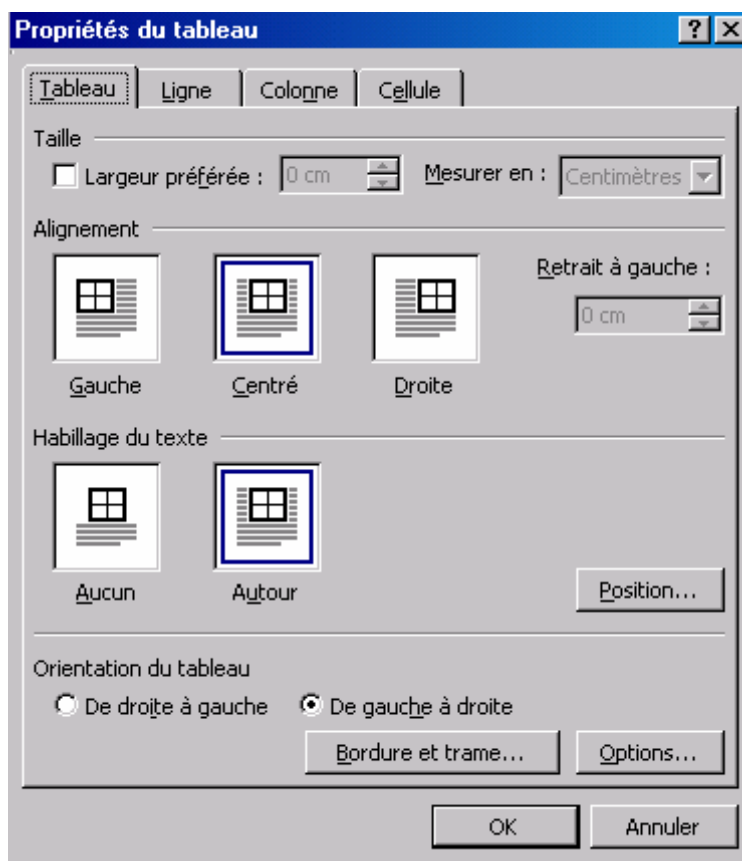 Propriétés du tableau
Tableau Ligne Colonne Cellule
Taille
Largeur préférée : 0 cm Mesurer en : Centimètres
Alignement
Retrait à gauche :
0 cm
Gauche Centré Droite
Habillage du texte
Aucun Autour Position...
Orientation du tableau
De droite à gauche De gauche à droite
Bordure et trame... Options...
OK Annuler